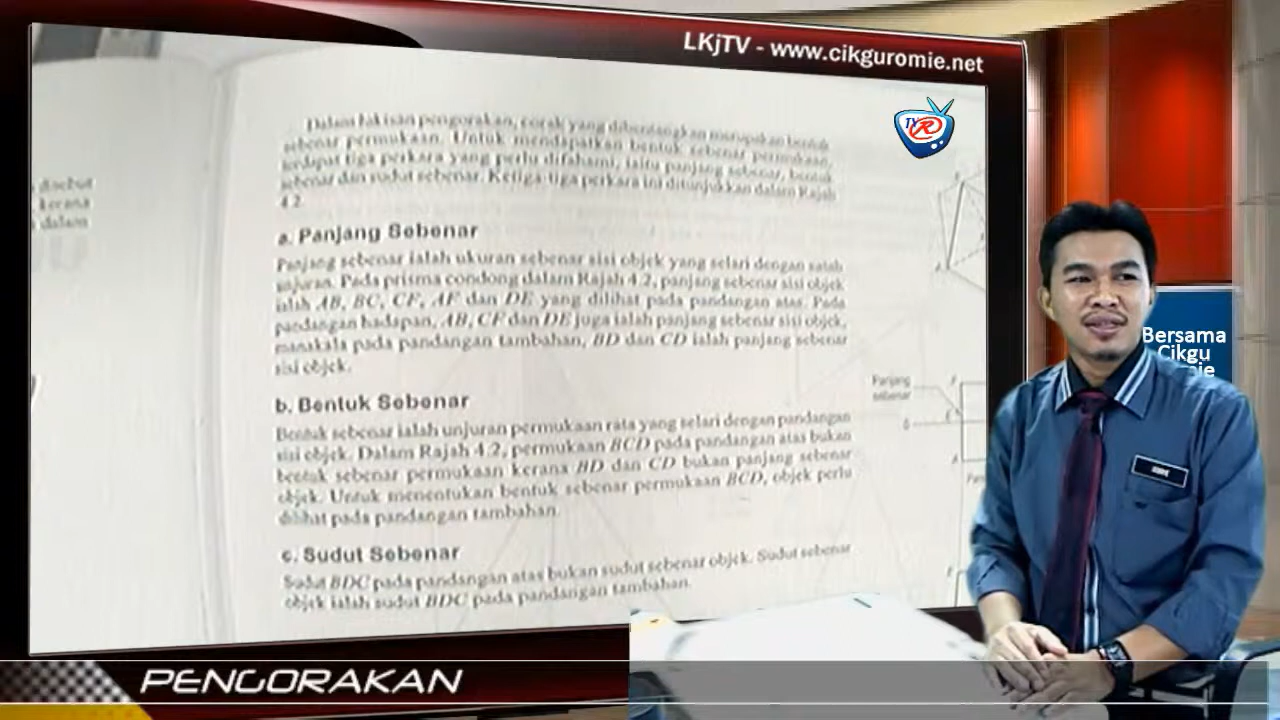 LKjTV - www.cikguromie.net
TV R
Dalam lukisan pengorakan, corak yang dibentangkan merupakan bentuk
sebenar permukaan. Untuk mendapatkan bentuk sebenar permukaan,
terdapat tiga perkara yang perlu difahami, iaitu panjang sebenar, bentuk
sebenar dan sudut sebenar. Ketiga-tiga perkara ini ditunjukkan dalam Rajah
4.2.
disebut
kerana
dalam
a. Panjang Sebenar
Panjang sebenar ialah ukuran sebenar sisi objek yang selari dengan satah
unjuran. Pada prisma condong dalam Rajah 4.2, panjang sebenar sisi objek
ialah AB, BC, CF, AF dan DE yang dilihat pada pandangan atas. Pada
pandangan hadapan, AB, CF dan DE juga ialah panjang sebenar sisi objek,
manakala pada pandangan tambahan, BD dan CD ialah panjang sebenar
sisi objek.
b. Bentuk Sebenar
Bentuk sebenar ialah unjuran permukaan rata yang selari dengan pandangan
sisi objek. Dalam Rajah 4.2, permukaan BCD pada pandangan atas bukan
bentuk sebenar permukaan kerana BD dan CD bukan panjang sebenar
objek. Untuk menentukan bentuk sebenar permukaan BCD, objek perlu
dilihat pada pandangan tambahan.
c. Sudut Sebenar
Sudut BDC pada pandangan atas bukan sudut sebenar objek. Sudut sebenar
objek ialah sudut BDC pada pandangan tambahan.
Panjang
sebenar
Bersama
Cikgu
PENGORAKAN